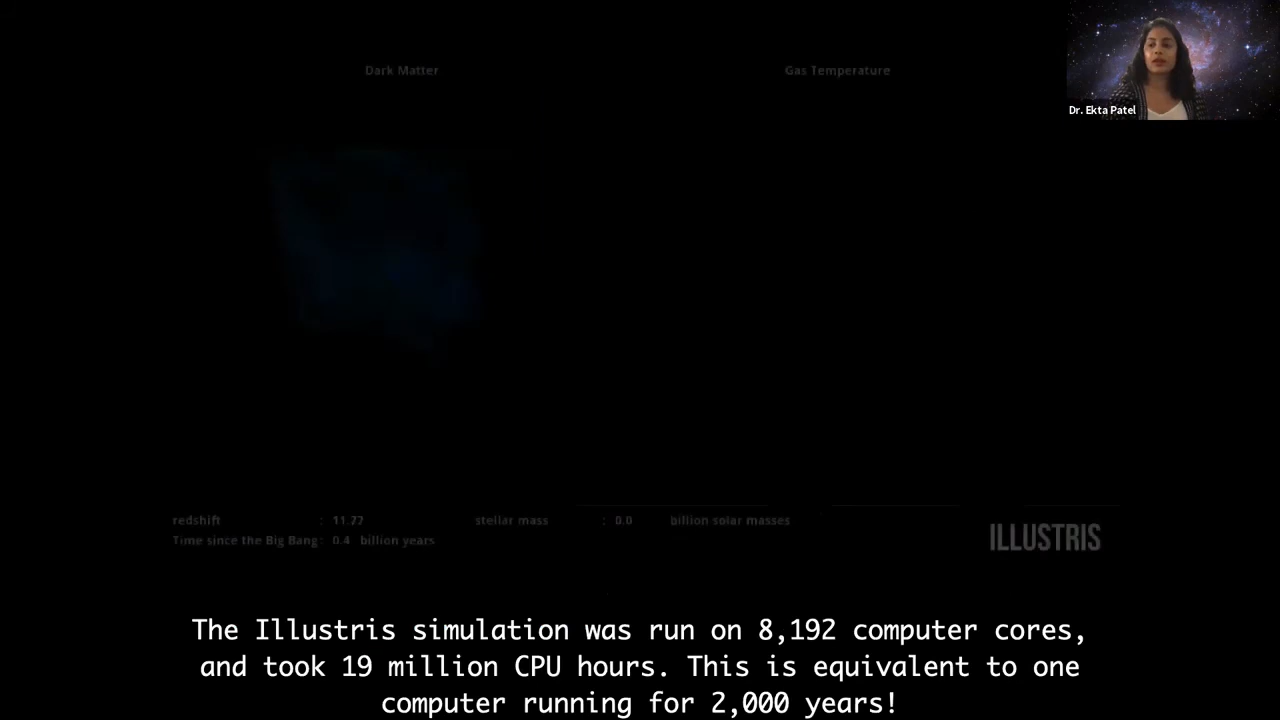 Dark Matter
Gas Temperature
Dr. Ekta Patel
redshift : 11.77 stellar mass : 0.0 billion solar masses
Time since the Big Bang : 0.4 billion years
ILLUSTRIS
The Illustris simulation was run on 8,192 computer cores,
and took 19 million CPU hours. This is equivalent to one
computer running for 2,000 years!